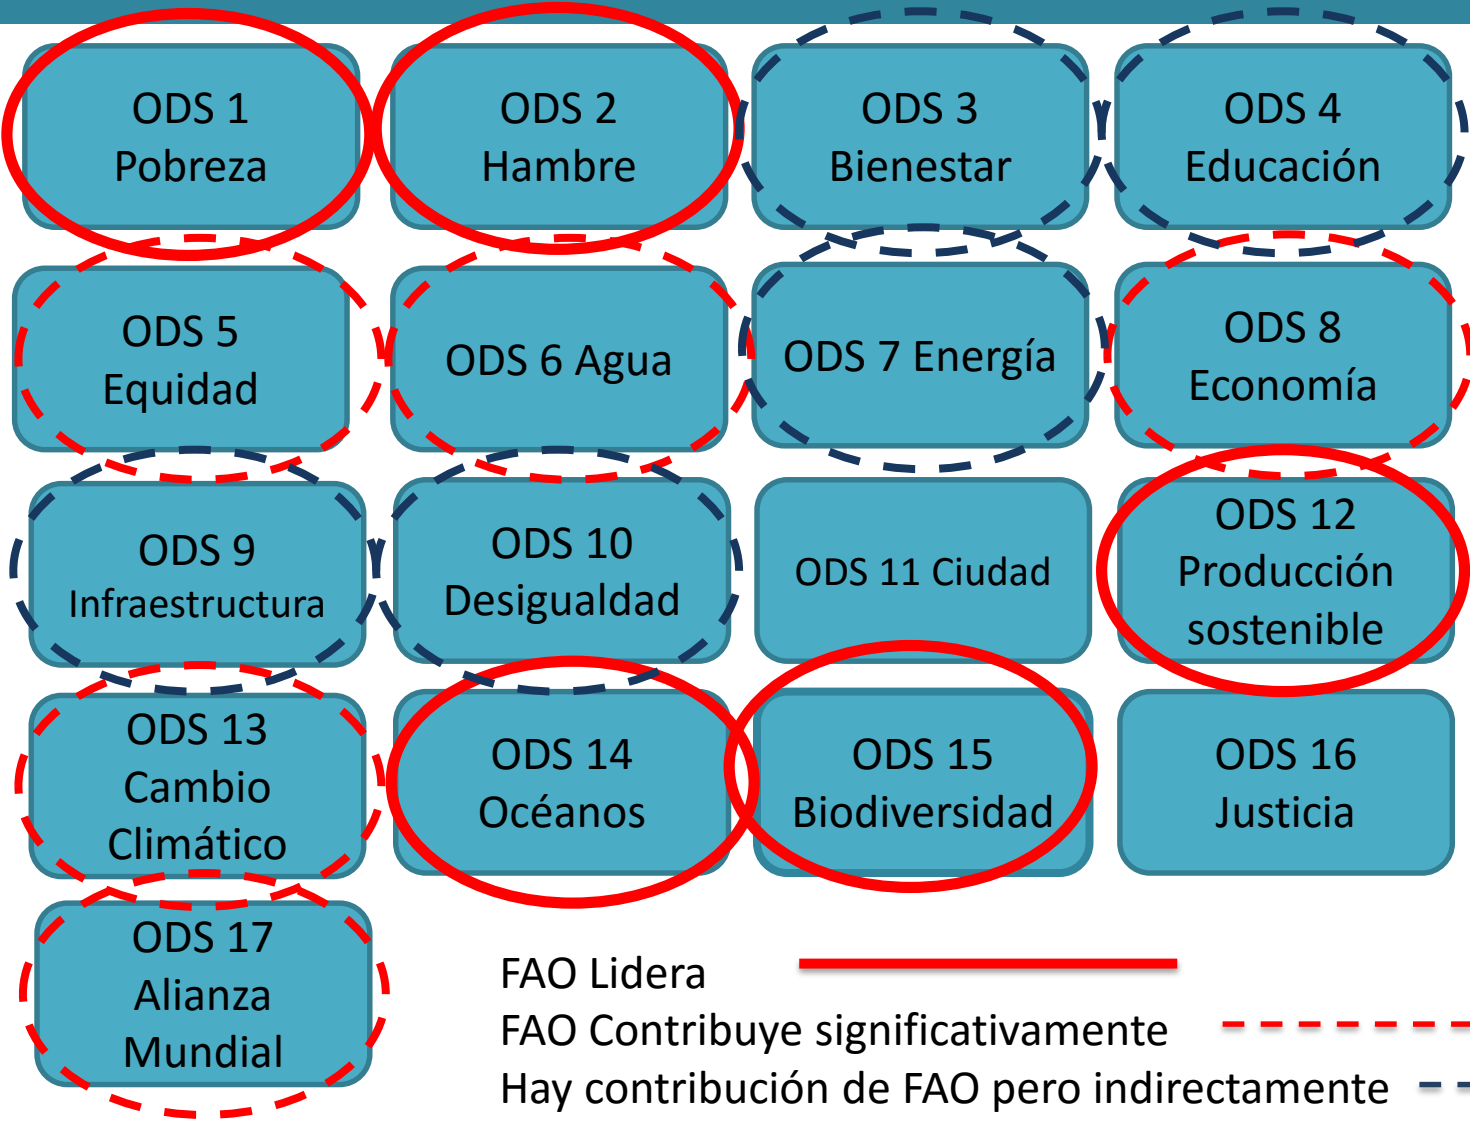 ODS 1
Pobreza
ODS 2
Hambre
ODS 3
Bienestar
ODS 4
Educación
ODS 5
Equidad
ODS 6 Agua
ODS 7 Energía
ODS 8
Economía
ODS 9
Infraestructura
ODS 10
Desigualdad
ODS 11 Ciudad
ODS 12
Producción
sostenible
ODS 13
Cambio
Climático
ODS 14
Océanos
ODS 15
Biodiversidad
ODS 16
Justicia
ODS 17
Alianza
Mundial
FAO Lidera
FAO Contribuye significativamente
Hay contribución de FAO pero indirectamente